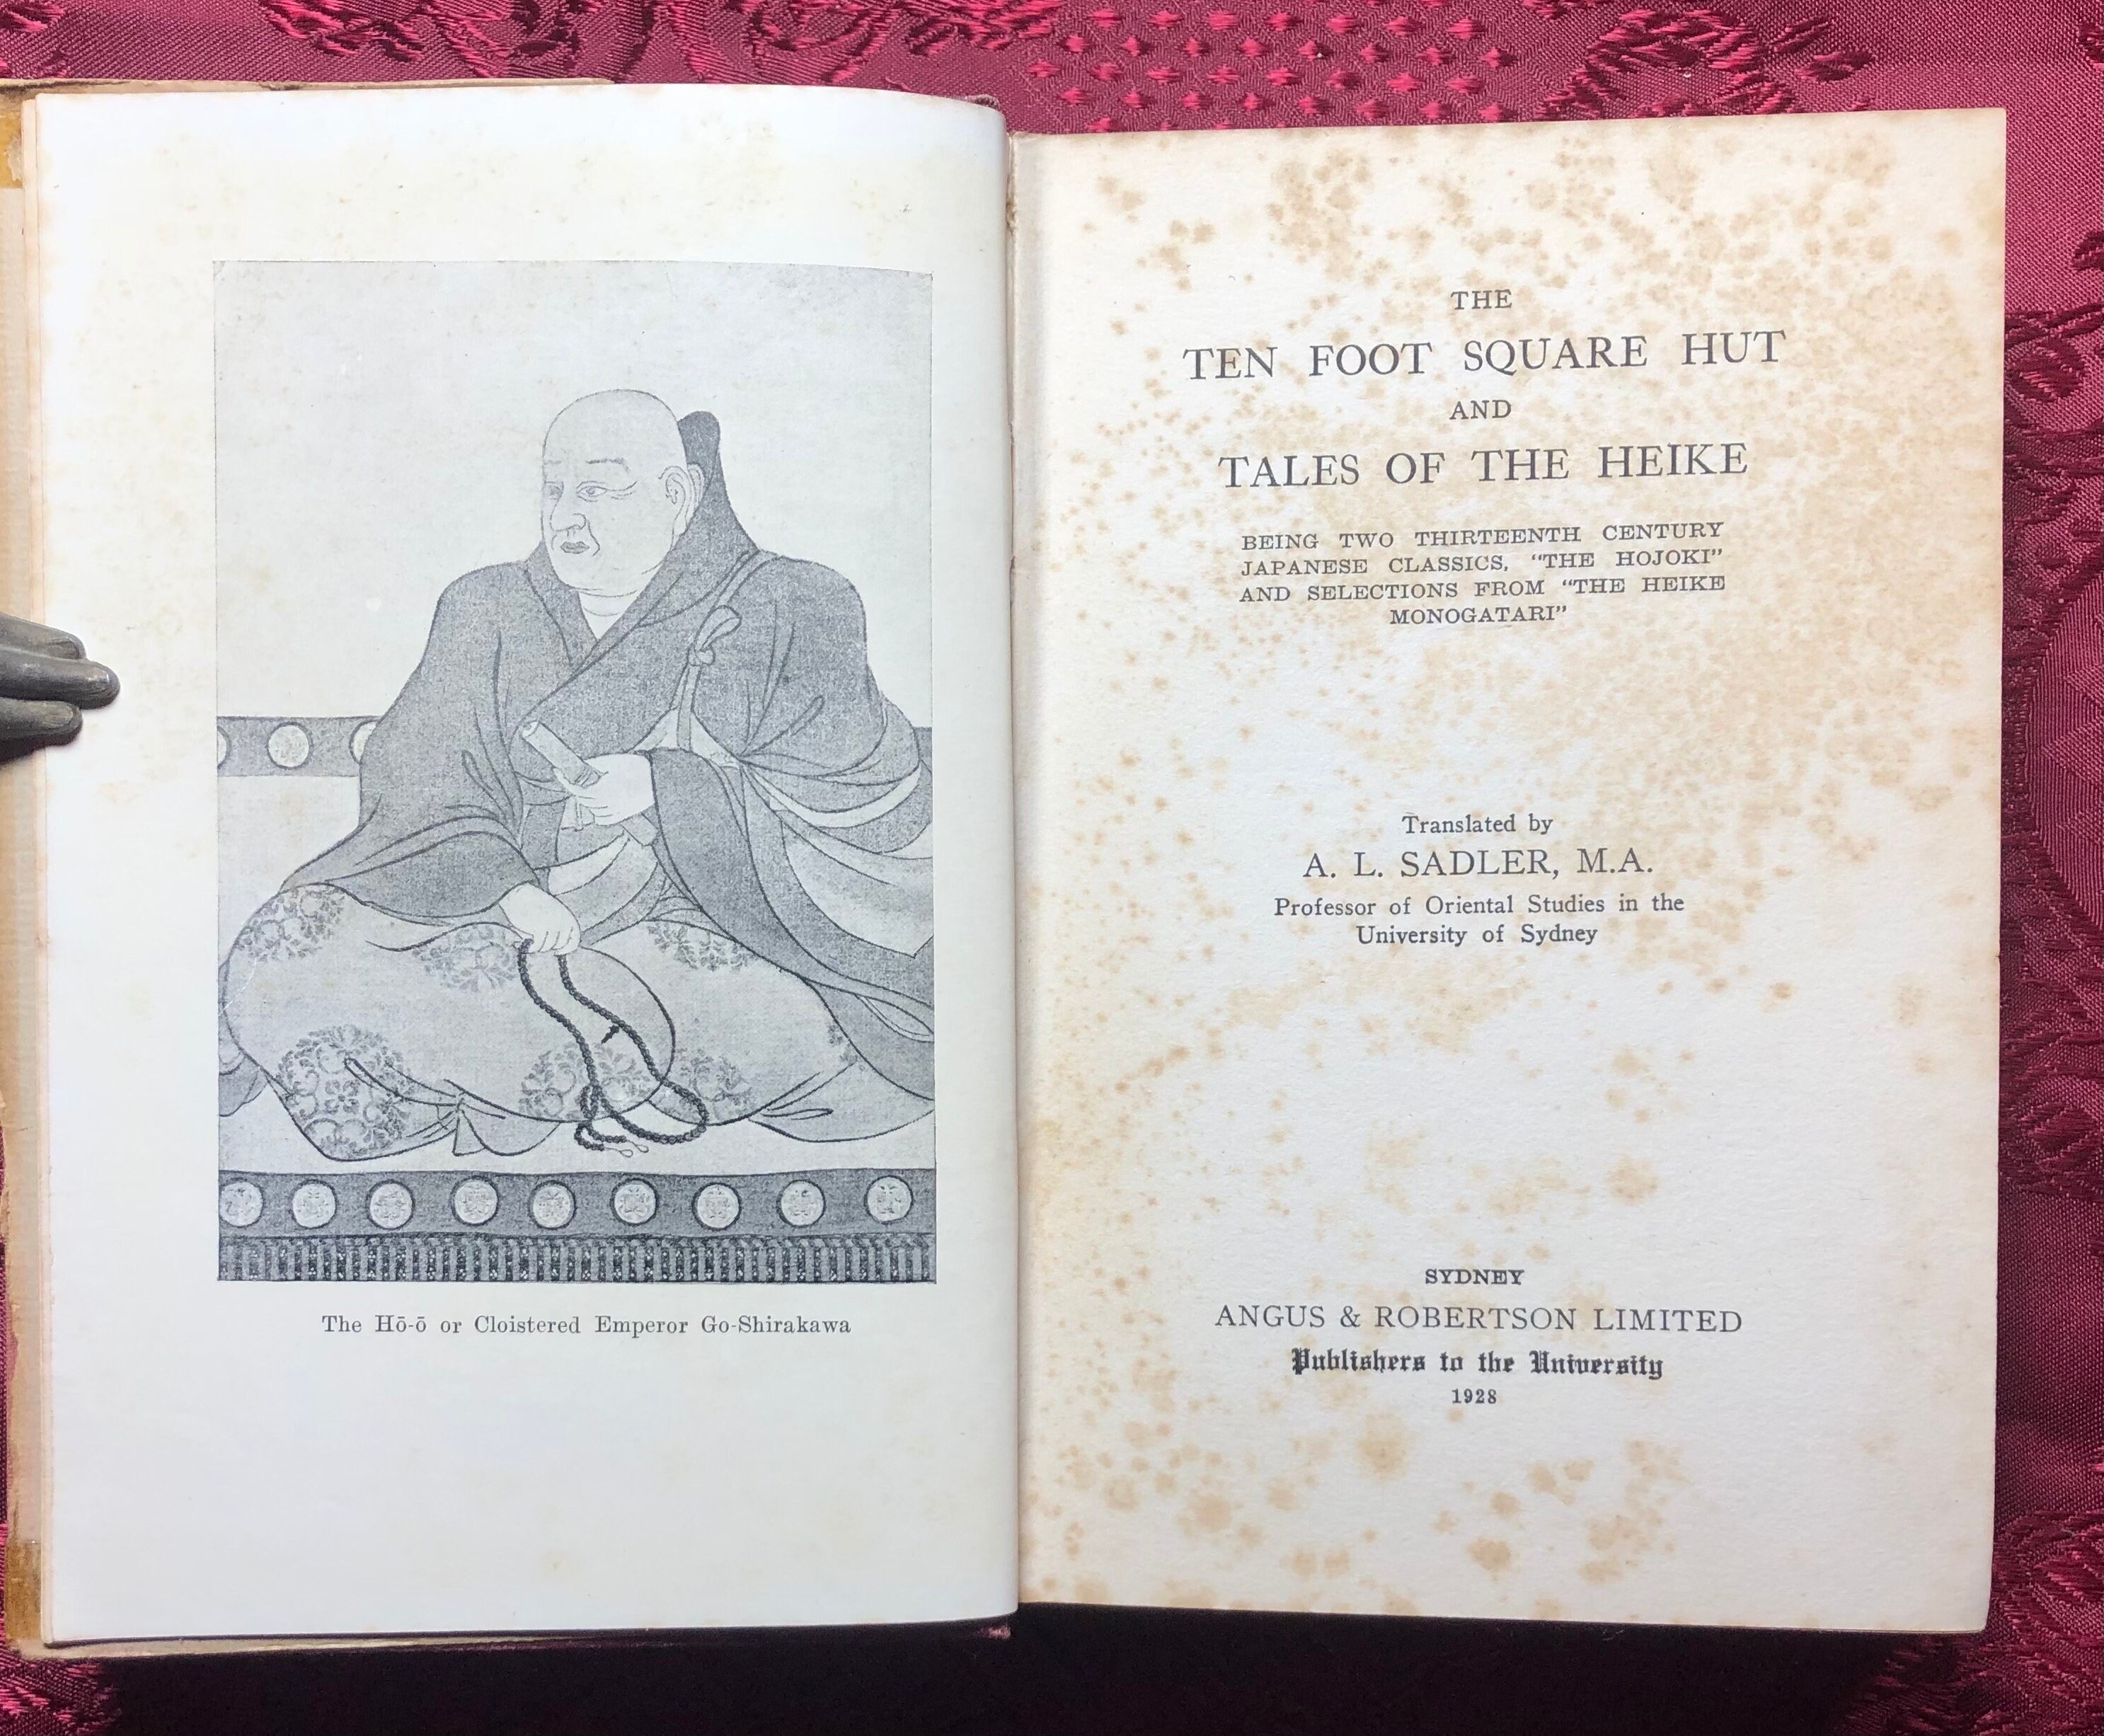 The Hō-ō or Cloistered Emperor Go-Shirakawa
THE
TEN FOOT SQUARE HUT
AND
TALES OF THE HEIKE
BEING TWO THIRTEENTH CENTURY
JAPANESE CLASSICS, “THE HOJOKI”
AND SELECTIONS FROM “THE HEIKE
MONOGATARI”
Translated by
A. L. SADLER, M.A.
Professor of Oriental Studies in the
University of Sydney
SYDNEY
ANGUS & ROBERTSON LIMITED
Publishers to the University
1928